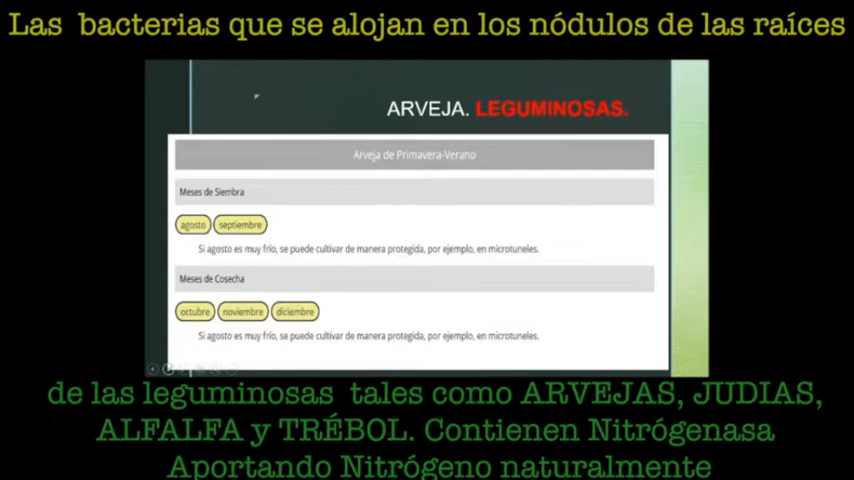 Las bacterias que se alojan en los nódulos de las raíces
ARVEJA. LEGUMINOSAS.
Arveja de Primavera-Verano
Meses de Siembra
agosto septiembre
Si agosto es muy frío, se puede cultivar de manera protegida, por ejemplo, en microtuneles.
Meses de Cosecha
octubre noviembre diciembre
Si agosto es muy frío, se puede cultivar de manera protegida, por ejemplo, en microtuneles.
de las leguminosas tales como ARVEJAS, JUDIAS,
ALFALFA y TRÉBOL. Contienen Nitrógenasa
Aportando Nitrógeno naturalmente